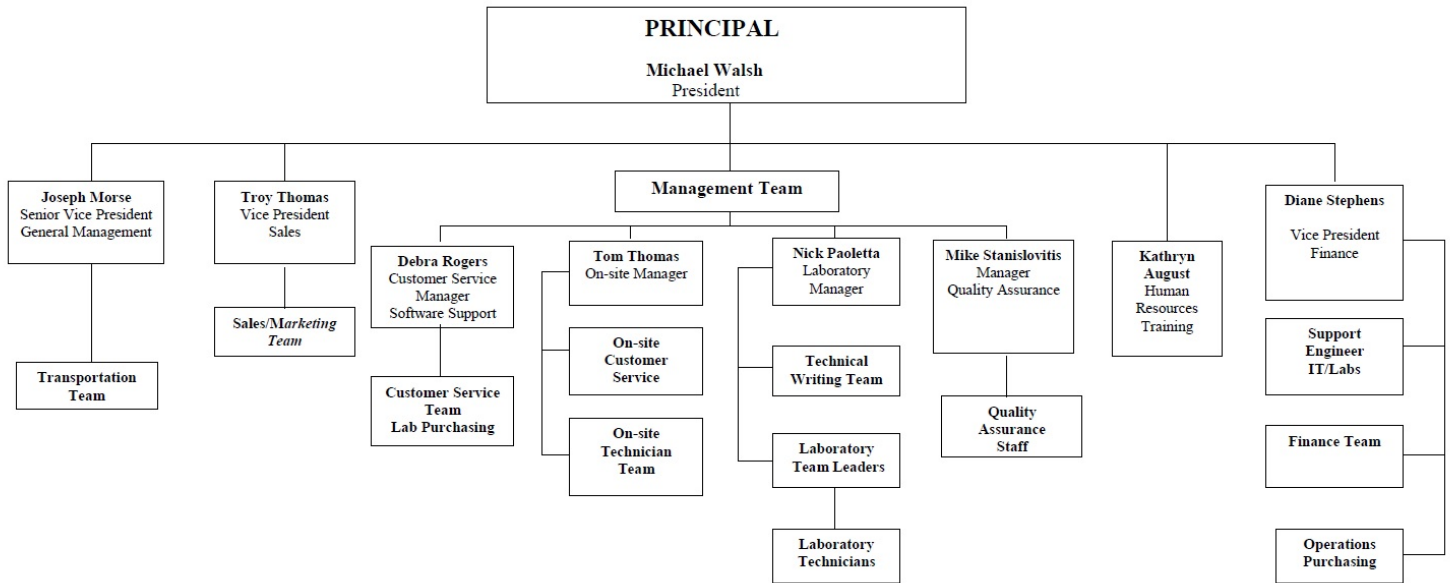 PRINCIPAL
Michael Walsh
President
Joseph Morse
Senior Vice President
General Management
Transportation
Team
Troy Thomas
Vice President
Sales
Sales/Marketing
Team
Management Team
Debra Rogers
Customer Service
Manager
Software Support
Customer Service
Team
Lab Purchasing
Tom Thomas
On-site Manager
On-site
Customer
Service
On-site
Technician
Team
Nick Paoletta
Laboratory
Manager
Technical
Writing Team
Laboratory
Team Leaders
Laboratory
Technicians
Mike Stanislovitis
Manager
Quality Assurance
Quality
Assurance
Staff
Kathryn
August
Human
Resources
Training
Diane Stephens
Vice President
Finance
Support
Engineer
IT/Labs
Finance Team
Operations
Purchasing